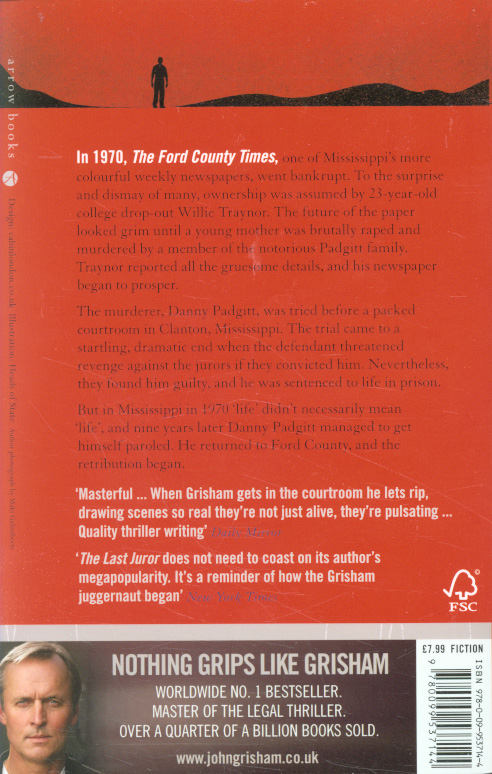 arrow books
Design: cabinlondon.co.uk Illustration: Heads of State Author photograph by
In 1970, The Ford County Times, one of Mississippi's more
colourful weekly newspapers, went bankrupt. To the surprise
and dismay of many, ownership was assumed by 23-year-old
college drop-out Willie Traynor. The future of the paper
looked grim until a young mother was brutally raped and
murdered by a member of the notorious Padgitt family.
Traynor reported all the gruesome details, and his newspaper
began to prosper.
The murderer, Danny Padgitt, was tried before a packed
courtroom in Clanton, Mississippi. The trial came to a
startling, dramatic end when the defendant threatened
revenge against the jurors if they convicted him. Nevertheless,
they found him guilty, and he was sentenced to life in prison.
But in Mississippi in 1970 'life' didn't necessarily mean
'life', and nine years later Danny Padgitt managed to get
himself paroled. He returned to Ford County, and the
retribution began.
'Masterful ... When Grisham gets in the courtroom he lets rip,
drawing scenes so real they're not just alive, they're pulsating ...
Quality thriller writing' Daily Mirror
'The Last Juror does not need to coast on its author's
megapopularity. It's a reminder of how the Grisham
juggernaut began' New York Times
FSC
NOTHING GRIPS LIKE GRISHAM
WORLDWIDE NO. 1 BESTSELLER.
MASTER OF THE LEGAL THRILLER.
OVER A QUARTER OF A BILLION BOOKS SOLD.
www.johngrisham.co.uk
£7.99 FICTION
ISBN 978-0-09-953714-4
9 780099 537144